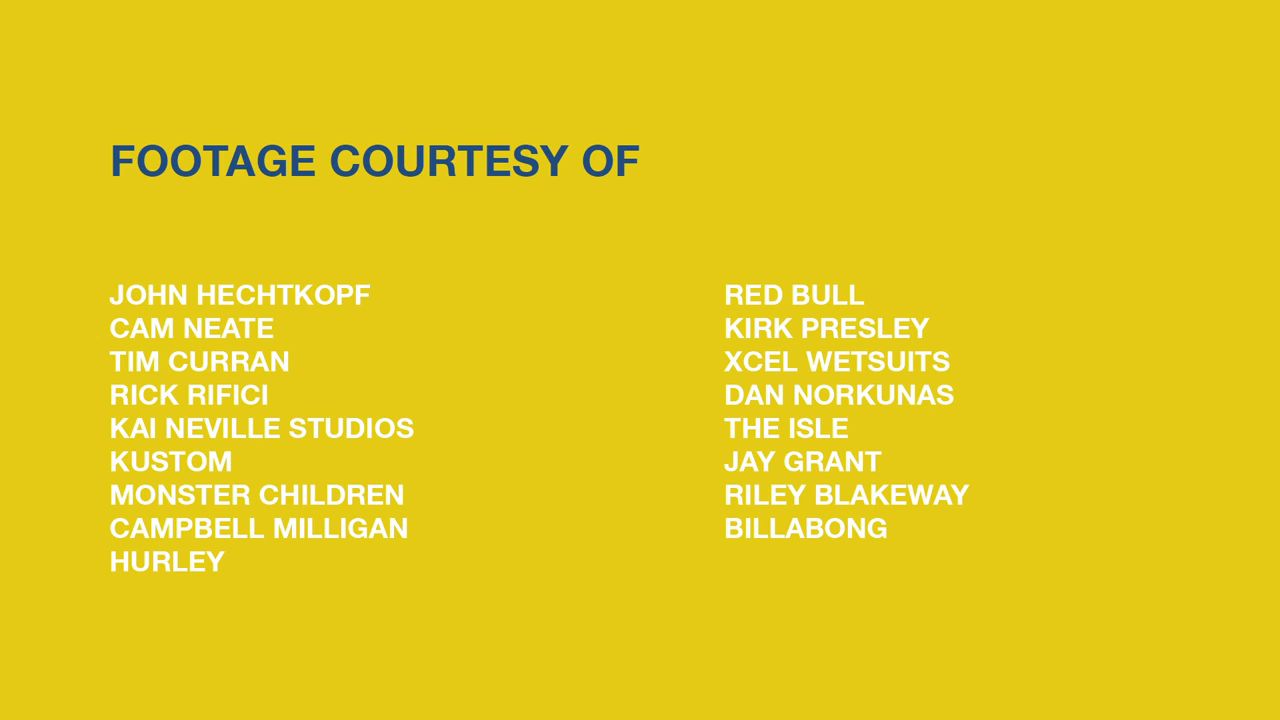 FOOTAGE COURTESY OF
JOHN HECHTKOPF
CAM NEATE
TIM CURRAN
RICK RIFICI
KAI NEVILLE STUDIOS
KUSTOM
MONSTER CHILDREN
CAMPBELL MILLIGAN
HURLEY
RED BULL
KIRK PRESLEY
XCEL WETSUITS
DAN NORKUNAS
THE ISLE
JAY GRANT
RILEY BLAKEWAY
BILLABONG